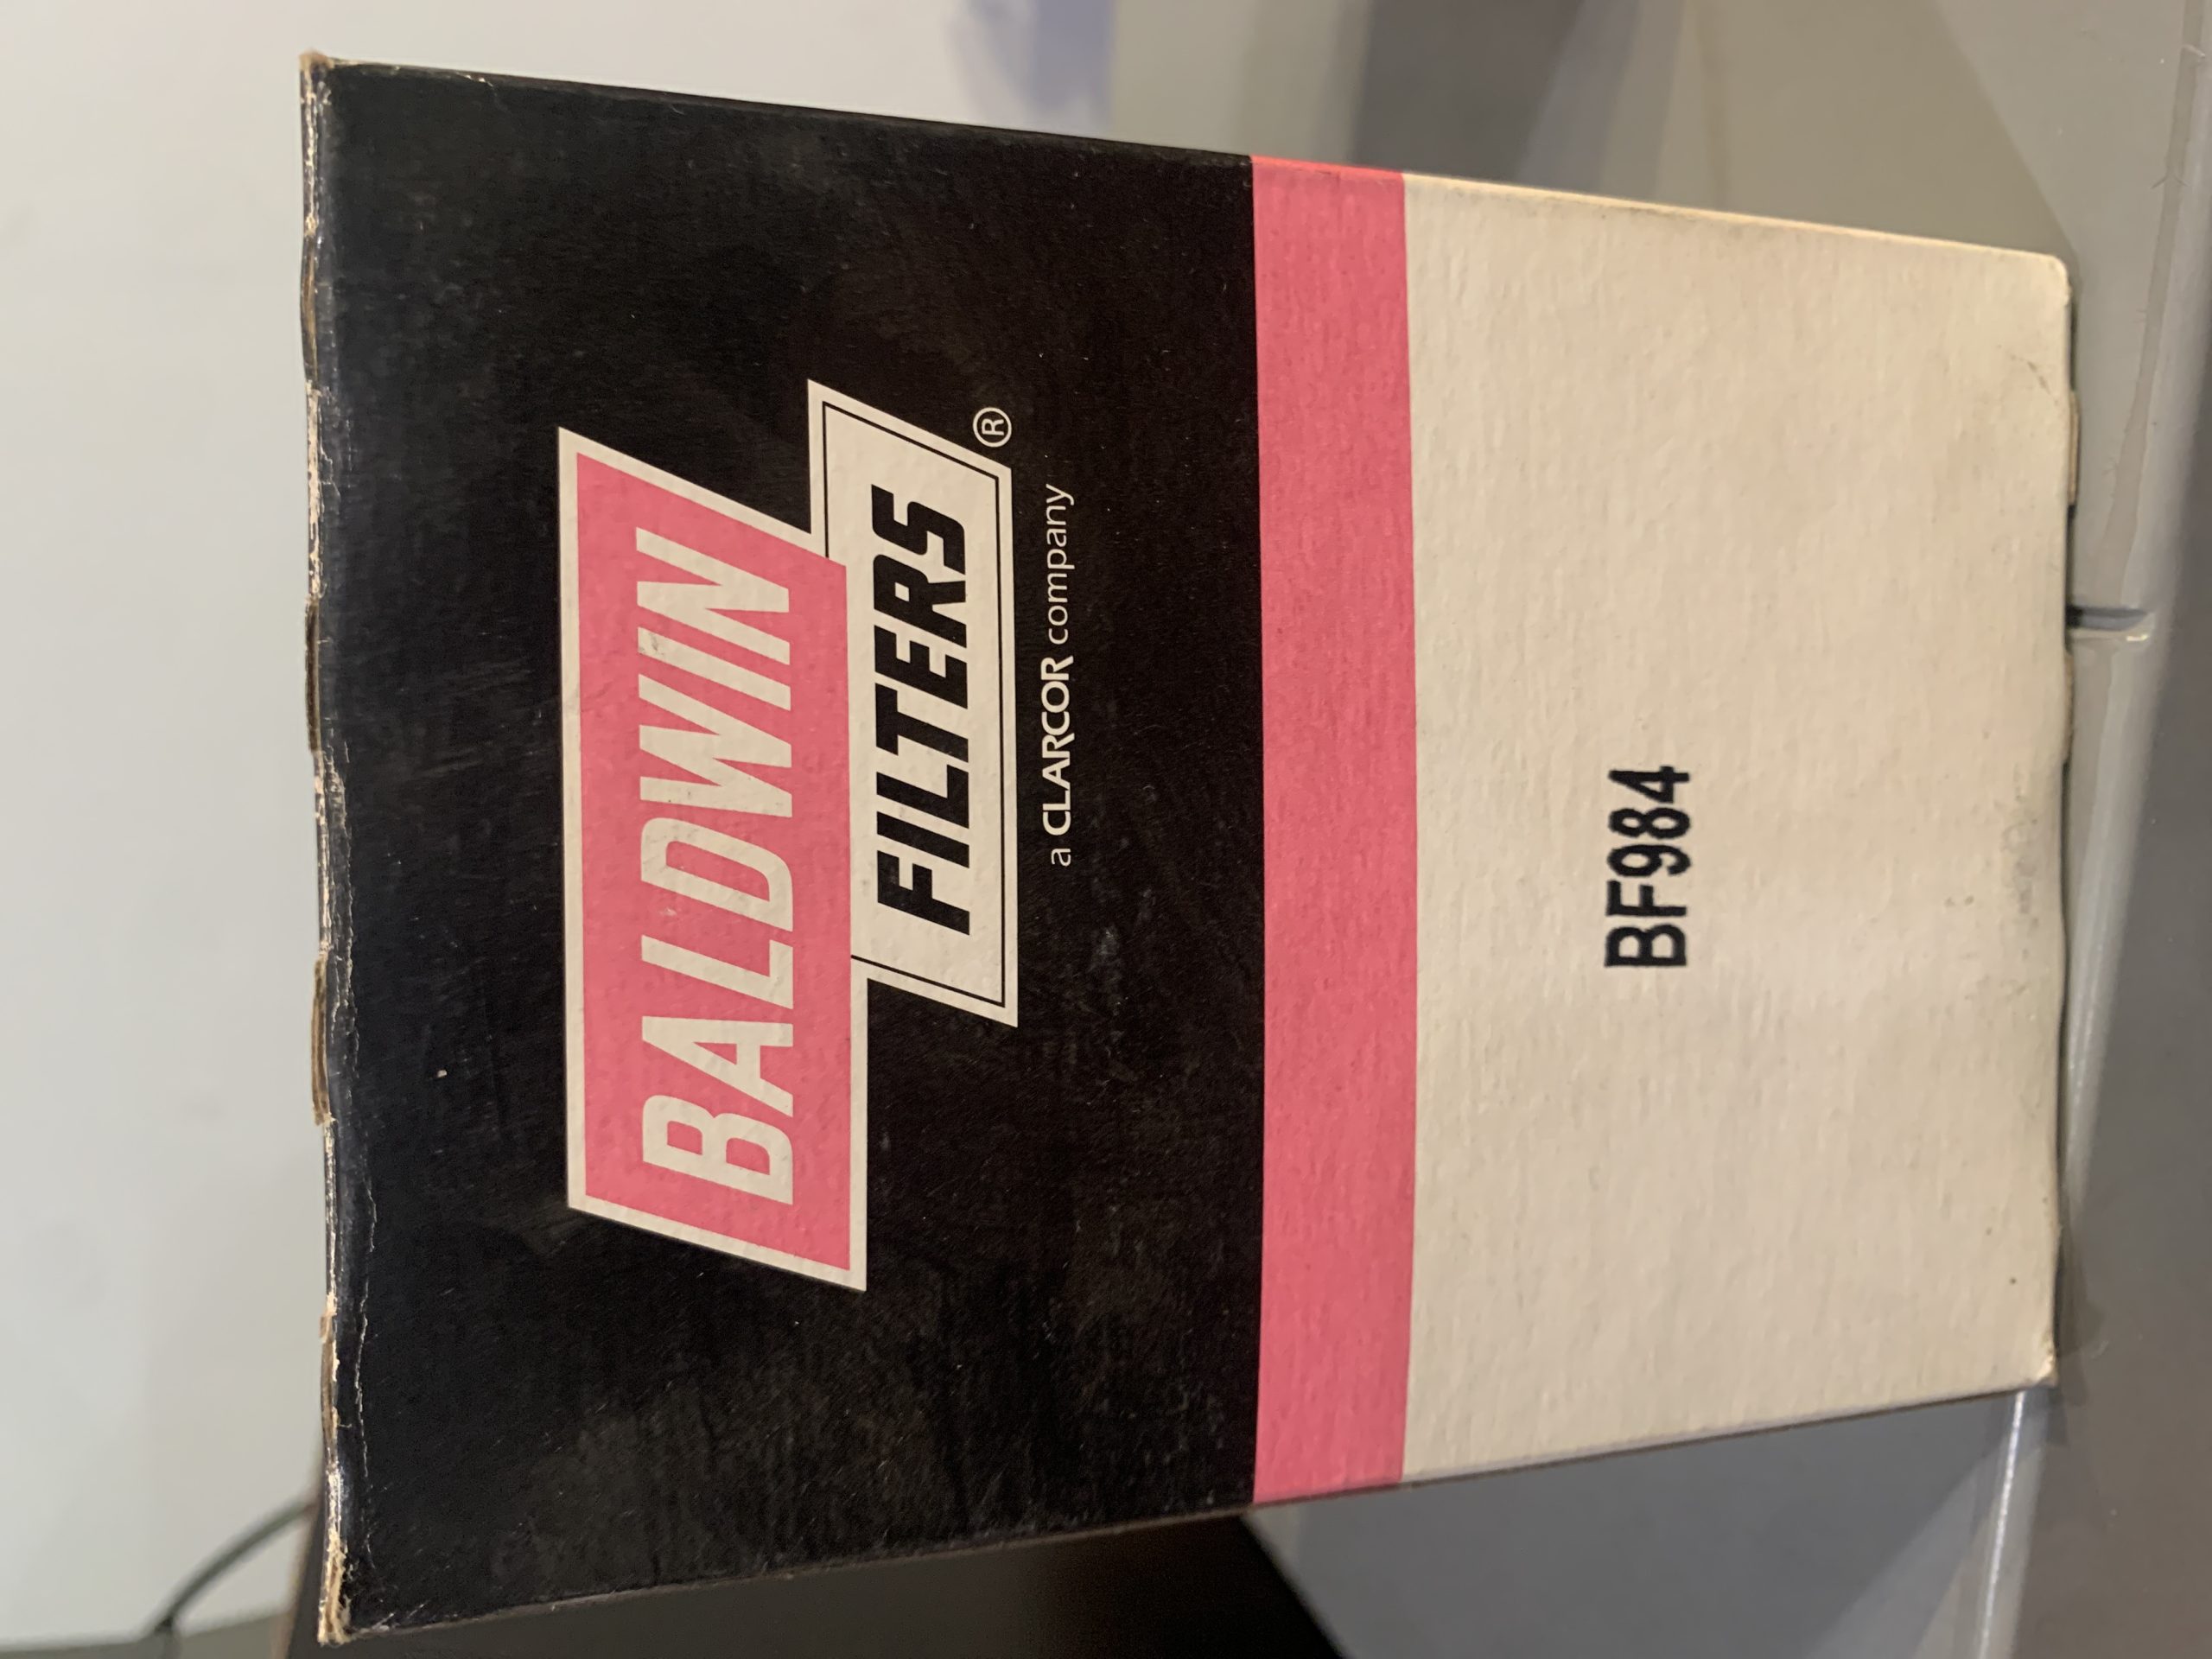 BALDWIN
FILTERS®
a CLARCOR company
BF984